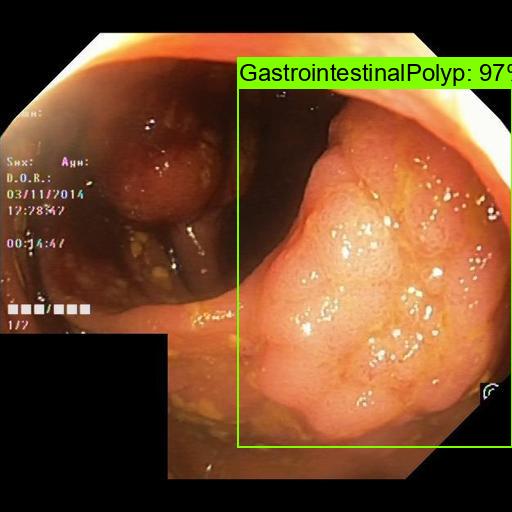 GastrointestinalPolyp: 97%
Sex: Age:
D.O.B.:
03/11/2014
12:28:42
00:14:47
■■■/■■■
1/2